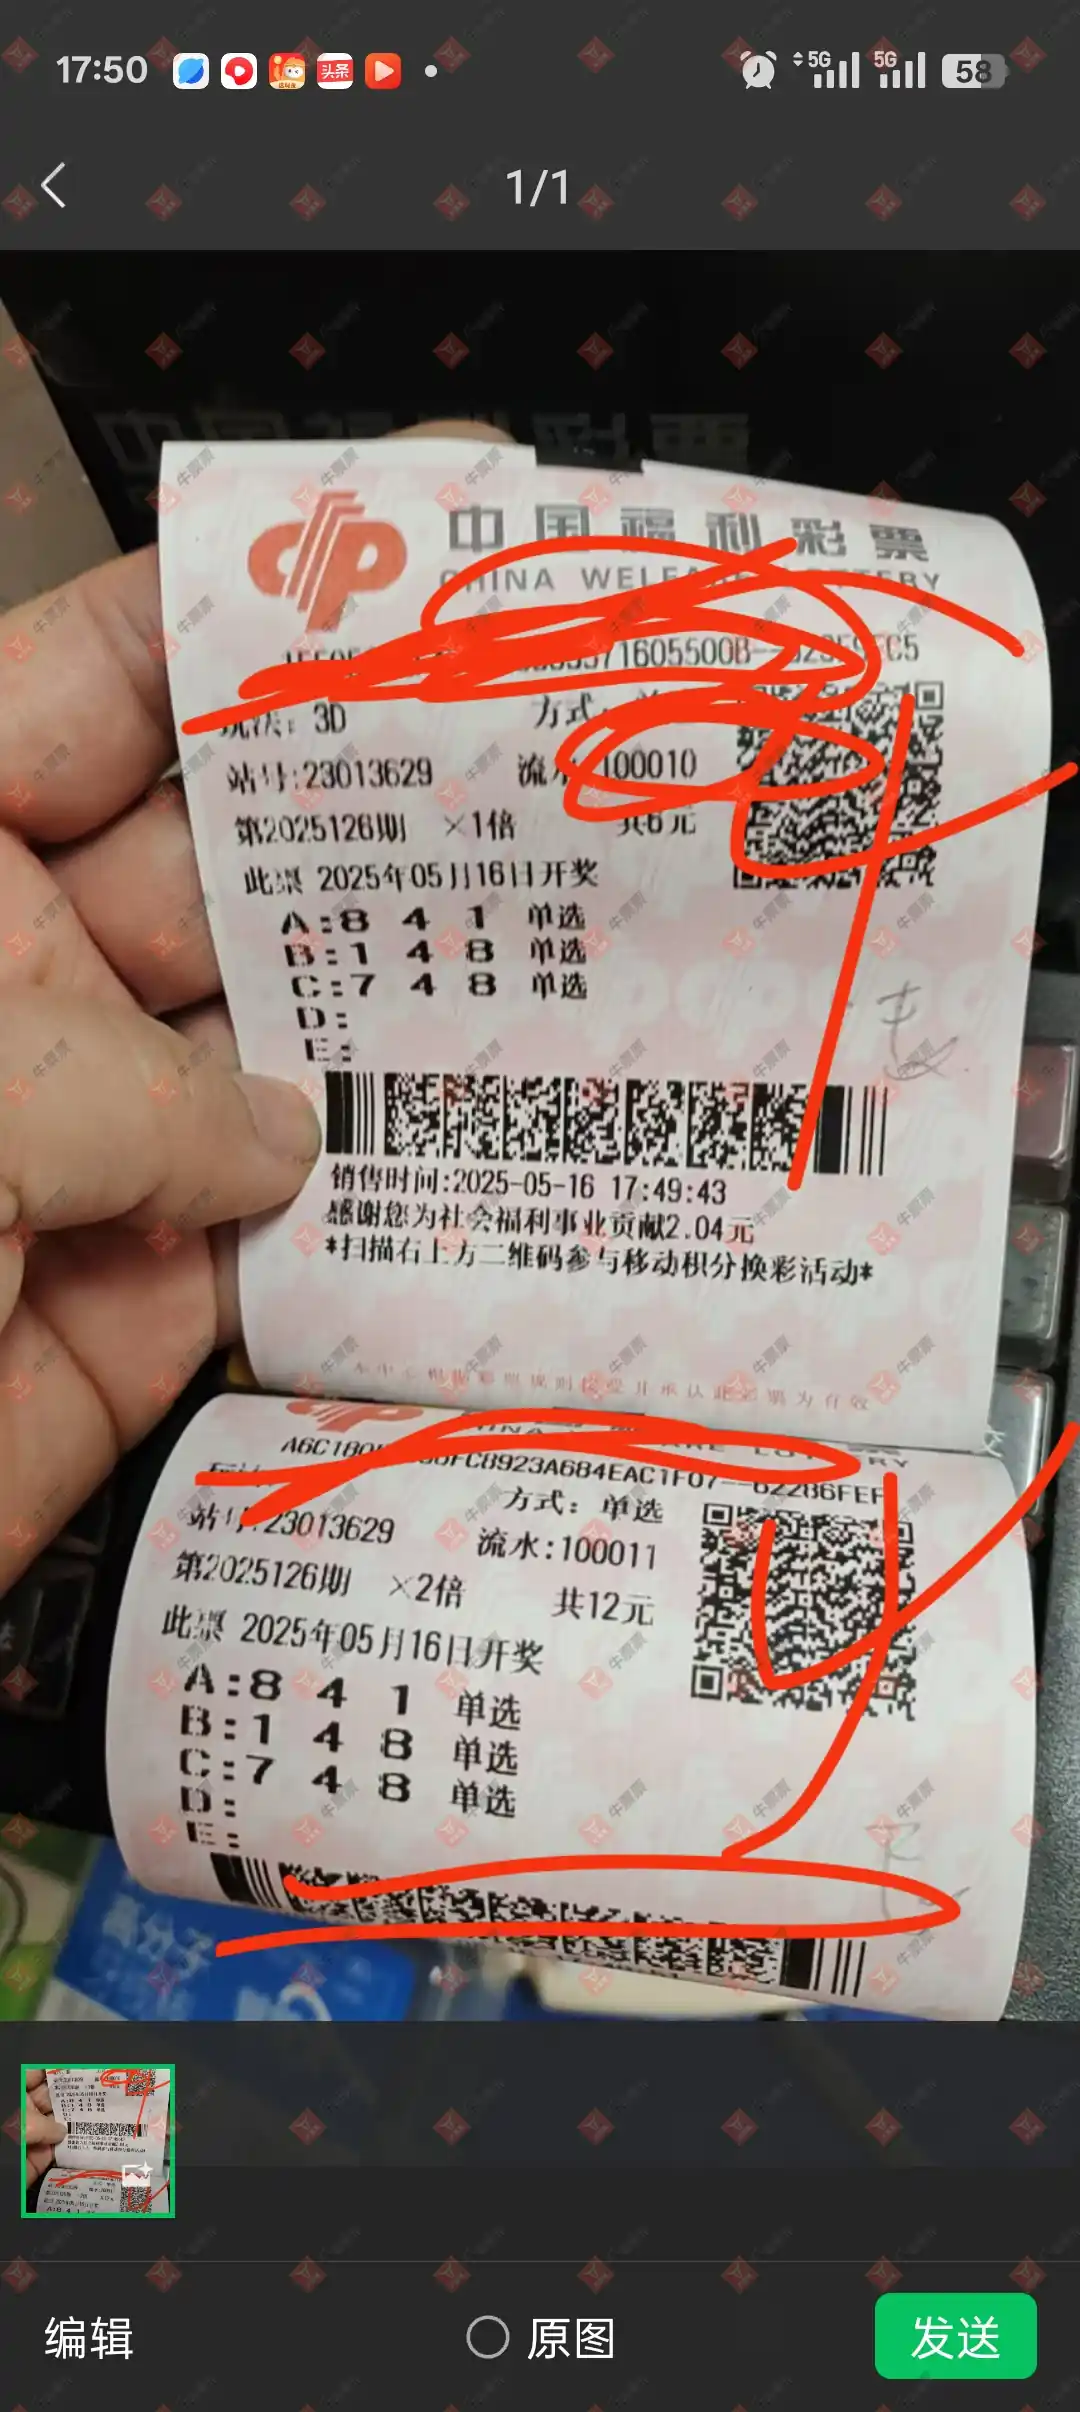 17:50
头条
5G
5G
58
1/1
中国福利彩票
CHINA WELFARE LOTTERY
玩法: 3D
方式:
站号:23013629
流水 100010
第2025126期 ×1倍 共6元
此票 2025年05月16日开奖
A:8 4 1 单选
B:1 4 8 单选
C:7 4 8 单选
D:
E:
销售时间:2025-05-16 17:49:43
感谢您为社会福利事业贡献2.04元
*扫描右上方二维码参与移动积分换彩活动*
方式: 单选
站号:23013629
流水:100011
第2025126期 ×2倍 共12元
此票 2025年05月16日开奖
A:8 4 1 单选
B:1 4 8 单选
C:7 4 8 单选
D:
E:
高分子
牛票票
编辑
原图
发送